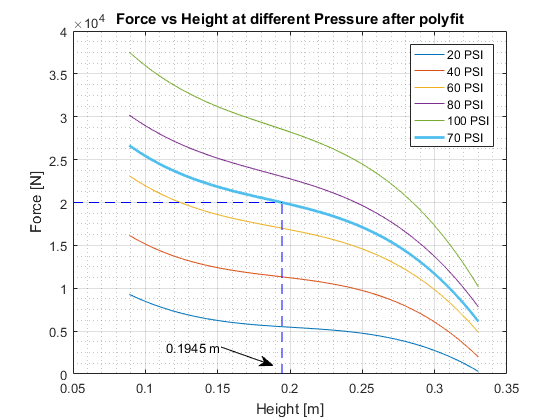 Force vs Height at different Pressure after polyfit
×10⁴
4
3.5
3
2.5
2
1.5
1
0.5
0
Force [N]
20 PSI
40 PSI
60 PSI
80 PSI
100 PSI
70 PSI
0.1945 m
0.05 0.1 0.15 0.2 0.25 0.3 0.35
Height [m]